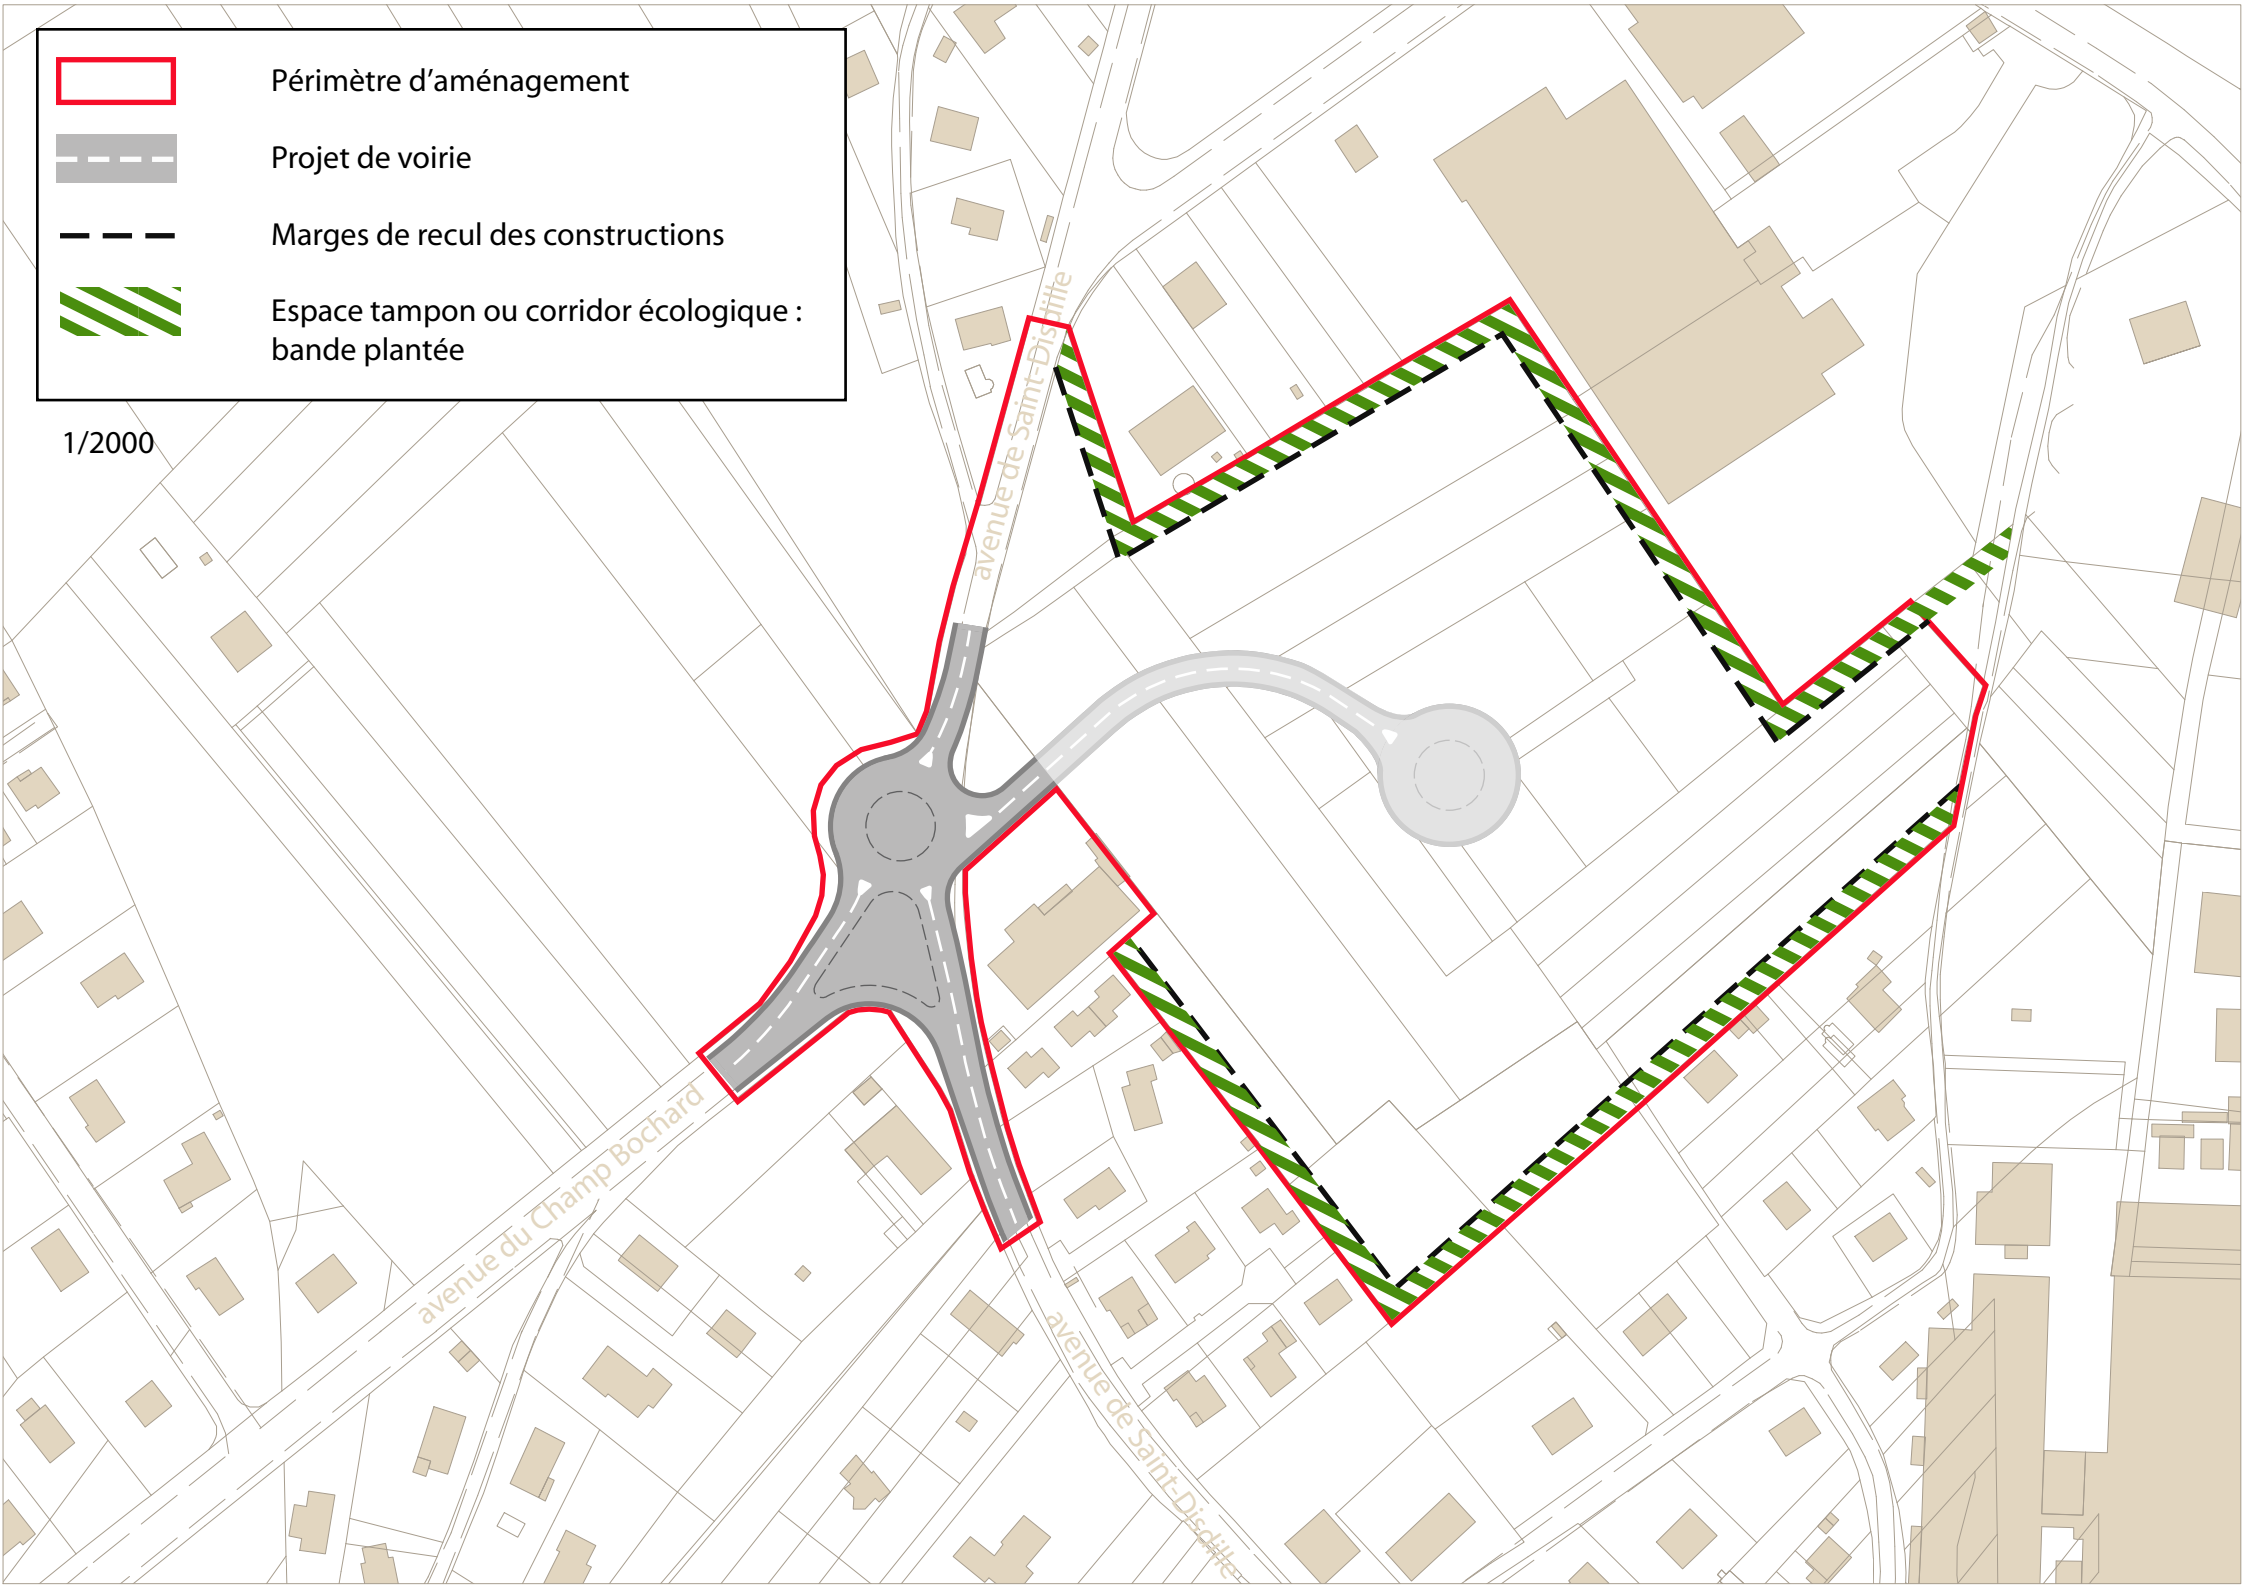 Périmètre d’aménagement
Projet de voirie
Marges de recul des constructions
Espace tampon ou corridor écologique :
bande plantée
1/2000
avenue de Saint-Disdille
avenue du Champ Bochard
avenue de Saint-Disdille